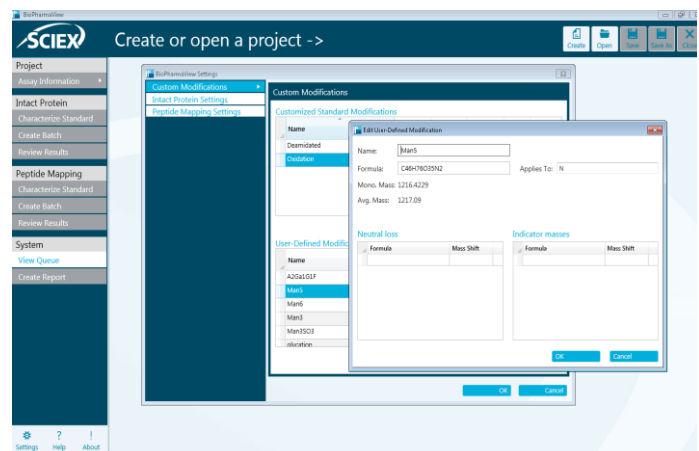 BioPharmaView
SCIEX
Create or open a project ->
Create
Open
Save
Save As
Close
Project
Assay Information
Intact Protein
Characterize Standard
Create Batch
Review Results
Peptide Mapping
Characterize Standard
Create Batch
Review Results
System
View Queue
Create Report
Settings
Help
About
BioPharmaView Settings
Custom Modifications
Intact Protein Settings
Peptide Mapping Settings
Custom Modifications
Customized Standard Modifications
Name
Deamidated
Oxidation
User-Defined Modific
Name
A2Ga1G1F
Man5
Man6
Man3
Man3SO3
glycation
OK
Cancel
Edit User-Defined Modification
Name: Man5
Formula: C46H76O35N2 Applies To: N
Mono. Mass: 1216.4229
Avg. Mass: 1217.09
Neutral loss
Formula Mass Shift
Indicator masses
Formula Mass Shift
OK
Cancel